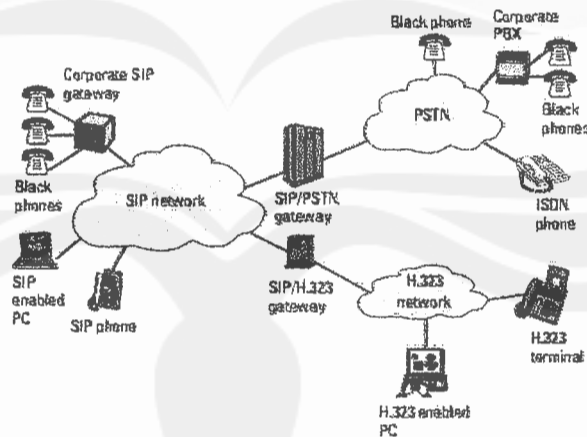 Black phone
Corporate
PBX
Corporate SIP
gateway
Black
phones
PSTN
Black
phones
SIP network
SIP/PSTN
gateway
ISDN
phone
SIP
enabled
PC
SIP phone
SIP/H.323
gateway
H.323
network
H.323
terminal
H.323 enabled
PC